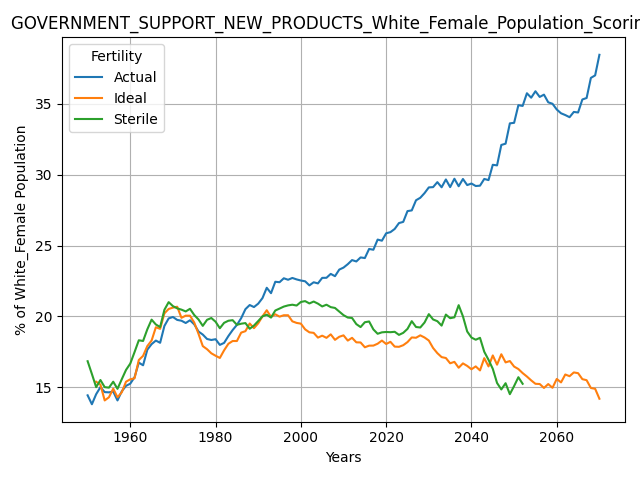 GOVERNMENT_SUPPORT_NEW_PRODUCTS_White_Female_Population_Scorin
Fertility
Actual
Ideal
Sterile
% of White_Female Population
35
30
25
20
15
1960
1980
2000
2020
2040
2060
Years